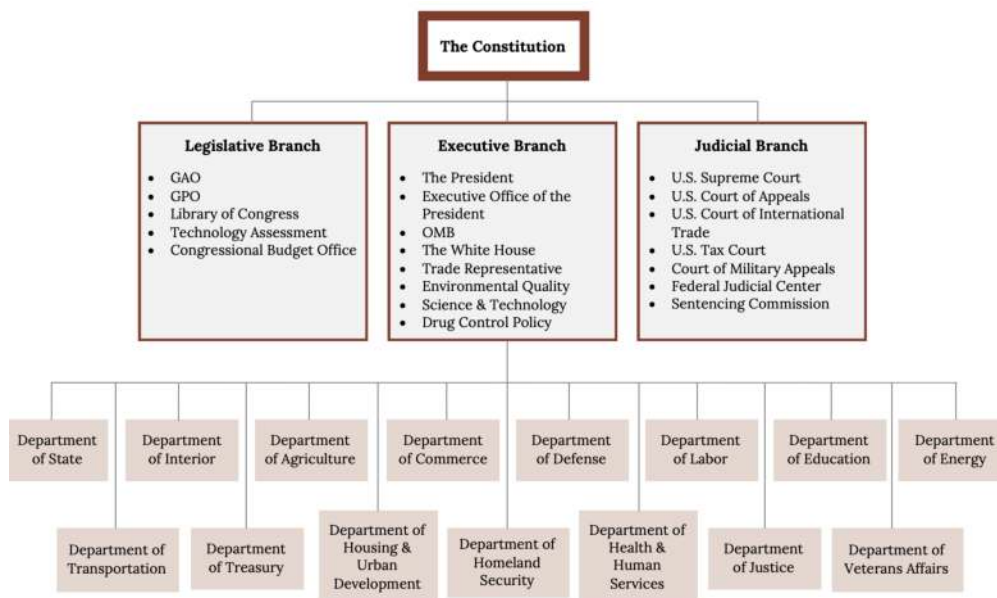 The Constitution
Legislative Branch
• GAO
• GPO
• Library of Congress
• Technology Assessment
• Congressional Budget Office
Executive Branch
• The President
• Executive Office of the
President
• OMB
• The White House
• Trade Representative
• Environmental Quality
• Science & Technology
• Drug Control Policy
Judicial Branch
• U.S. Supreme Court
• U.S. Court of Appeals
• U.S. Court of International
Trade
• U.S. Tax Court
• Court of Military Appeals
• Federal Judicial Center
• Sentencing Commission
Department
of State
Department
of Interior
Department
of Agriculture
Department
of Commerce
Department
of Defense
Department
of Labor
Department
of Education
Department
of Energy
Department of
Transportation
Department
of Treasury
Department of
Housing &
Urban
Development
Department of
Homeland
Security
Department of
Health &
Human
Services
Department
of Justice
Department of
Veterans Affairs